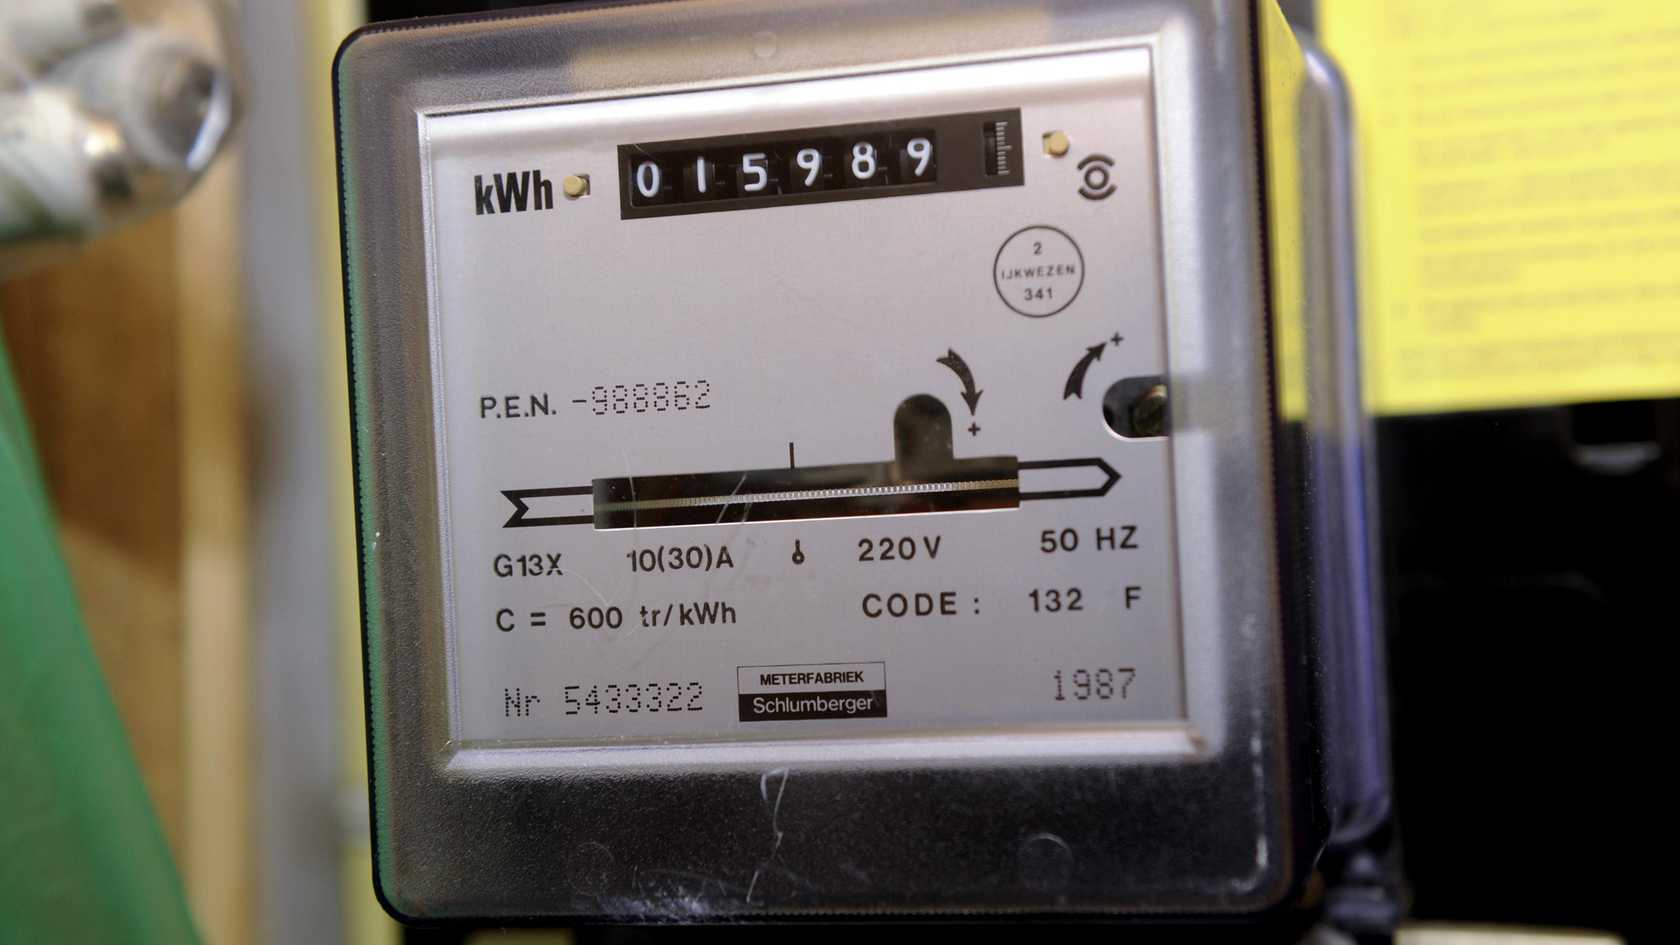 kWh 015989
2
IJKWEZEN
341
P.E.N. -988862
G13X 10(30)A 220V 50 HZ
C = 600 tr/kWh CODE : 132 F
Nr 5433322 METERFABRIEK 1987
Schlumberger